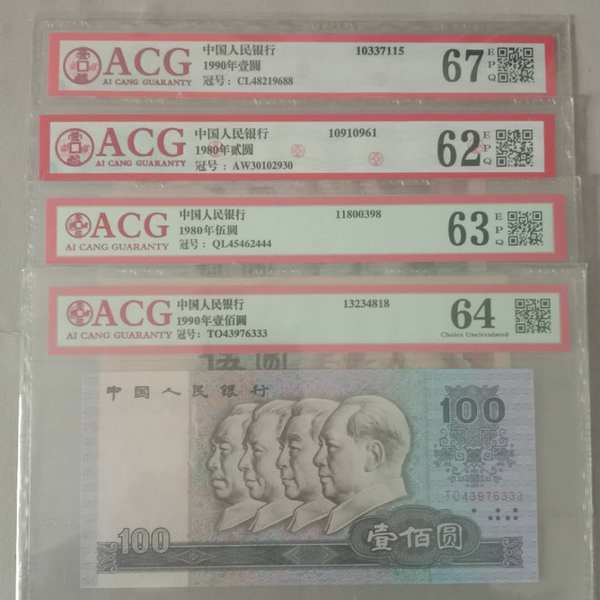 ACG
AI CANG GUARANTY
中国人民银行
1990年壹圆
冠号: CL48219688
10337115
67
EPQ
ACG
AI CANG GUARANTY
中国人民银行
1980年贰圆
冠号: AW30102930
10910961
62
EPQ
ACG
AI CANG GUARANTY
中国人民银行
1980年伍圆
冠号: QL45462444
11800398
63
EPQ
ACG
AI CANG GUARANTY
中国人民银行
1990年壹佰圆
冠号: TO43976333
13234818
64
Choice Uncirculated
伍圆
中国人民银行
100
TO43976333
100
壹佰圆